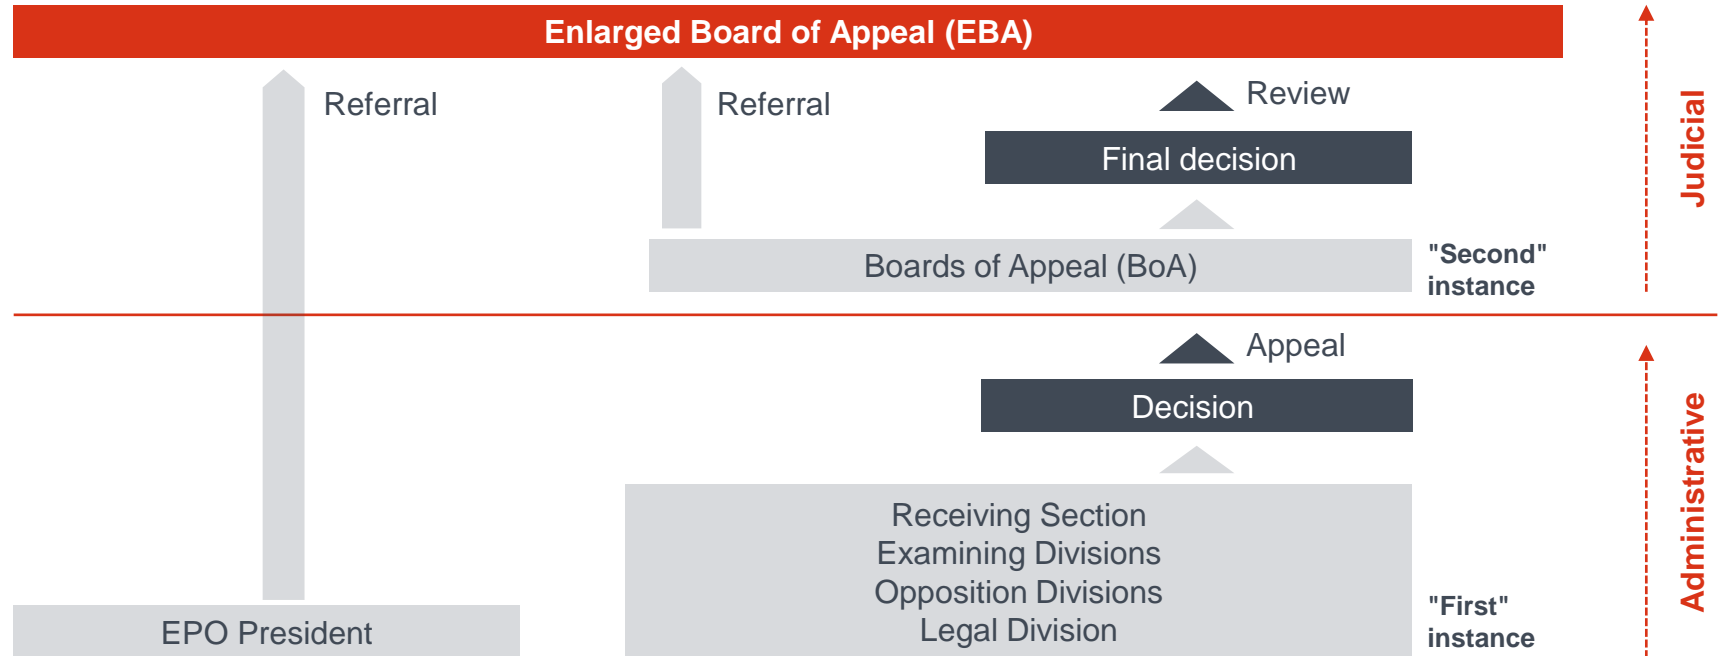 Enlarged Board of Appeal (EBA)
Referral
Referral
Review
Final decision
Judicial
Boards of Appeal (BoA)
"Second"
instance
Appeal
Decision
Administrative
Receiving Section
Examining Divisions
Opposition Divisions
Legal Division
"First"
instance
EPO President